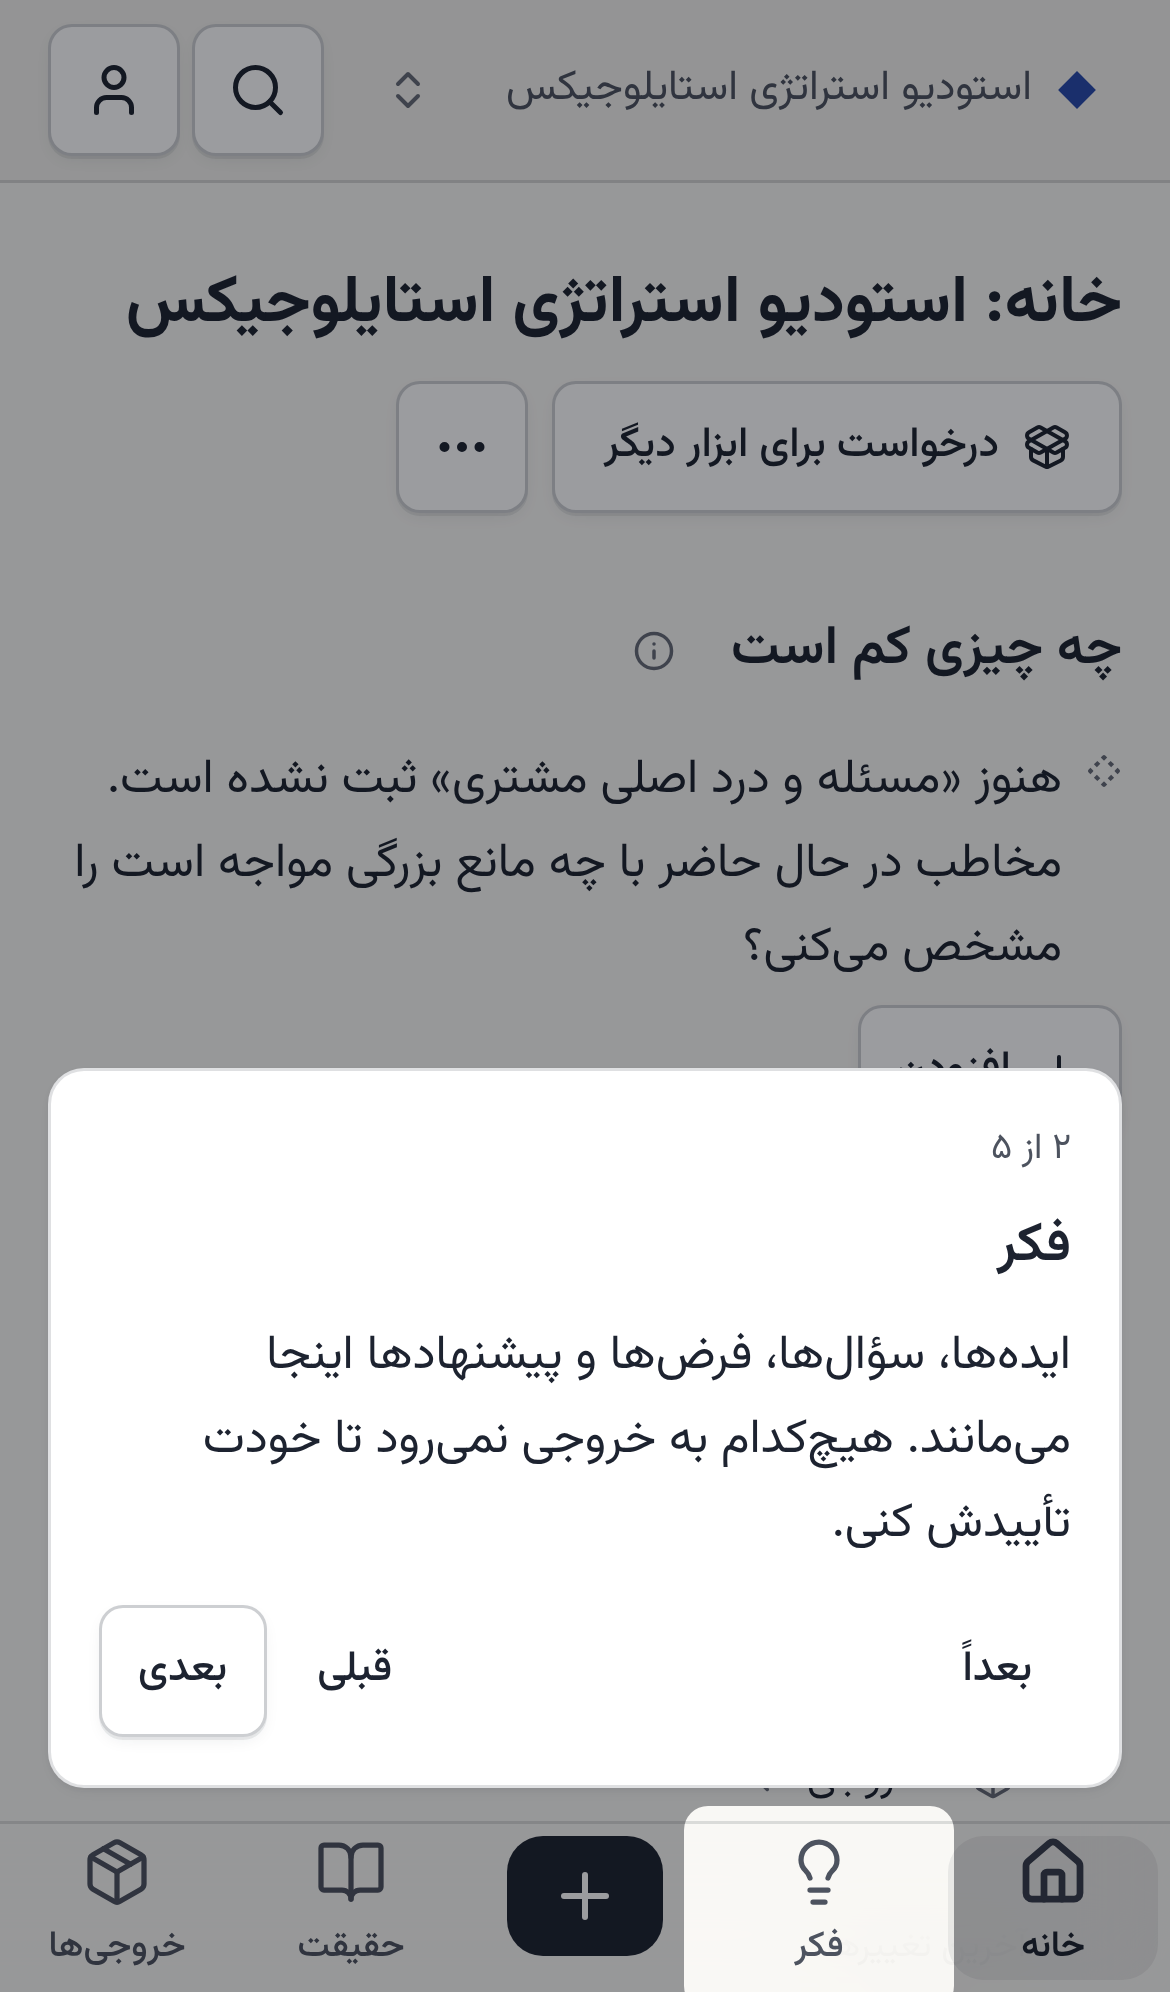 استودیو استراتژی استایلوجیکس
خانه: استودیو استراتژی استایلوجیکس
درخواست برای ابزار دیگر
چه چیزی کم است
هنوز «مسئله و درد اصلی مشتری» ثبت نشده است.
مخاطب در حال حاضر با چه مانع بزرگی مواجه است را
مشخص می‌کنی؟
افزودن
۲ از ۵
فکر
ایده‌ها، سؤال‌ها، فرض‌ها و پیشنهادها اینجا
می‌مانند. هیچ‌کدام به خروجی نمی‌رود تا خودت
تأییدش کنی.
بعداً
قبلی
بعدی
خانه
فکر
حقیقت
خروجی‌ها